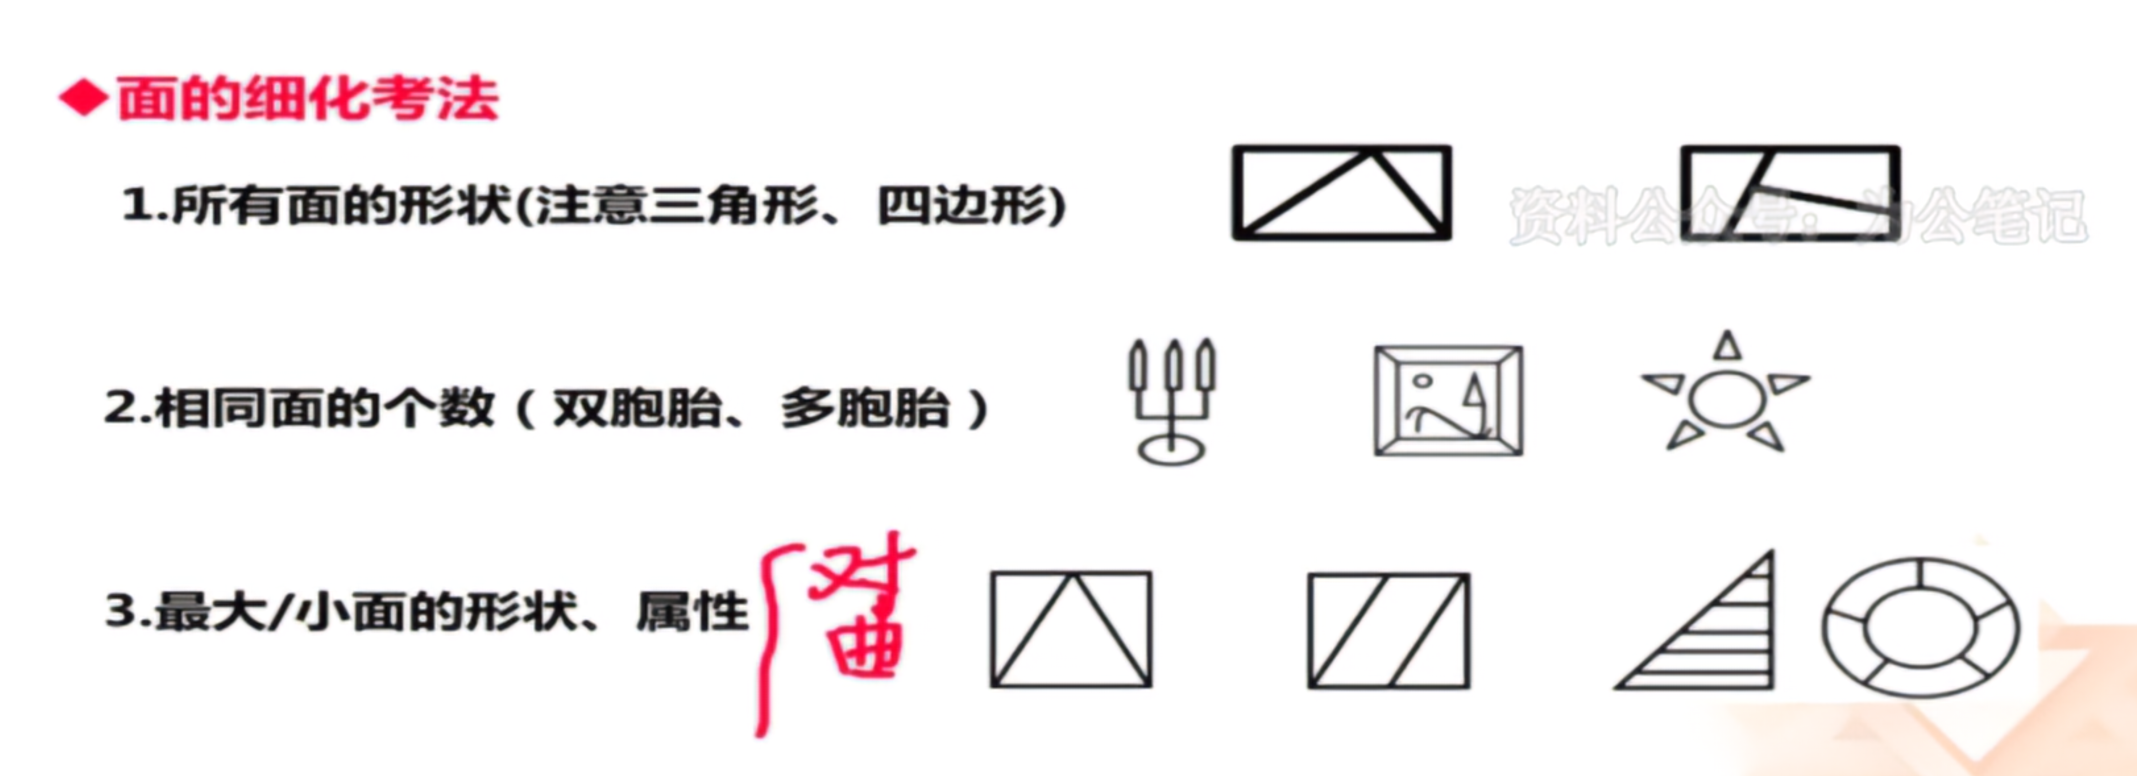 ◆面的细化考法
1.所有面的形状(注意三角形、四边形)
资料公众号：为公笔记
2.相同面的个数（双胞胎、多胞胎）
3.最大/小面的形状、属性
对
曲